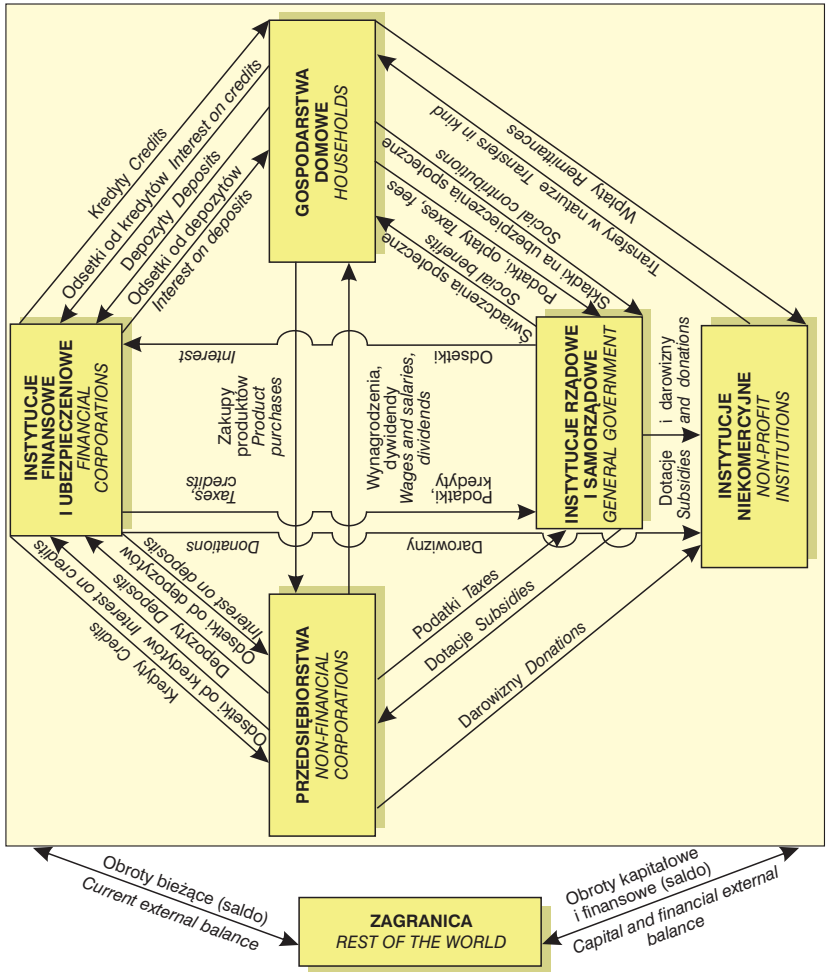 GOSPODARSTWA
DOMOWE
HOUSEHOLDS
Kredyty Credits
Odsetki od kredytów Interest on credits
Depozyty Deposits
Odsetki od depozytów
Interest on deposits
Wpłaty Remittances
Transfery w naturze Transfers in kind
Składki na ubezpieczenia społeczne
Social contributions
Podatki, opłaty Taxes, fees
Świadczenia społeczne
Social benefits
INSTYTUCJE
FINANSOWE
I UBEZPIECZENIOWE
FINANCIAL
CORPORATIONS
Odsetki
Interest
Zakupy
produktów
Product
purchases
Wynagrodzenia,
dywidendy
Wages and salaries,
dividends
INSTYTUCJE RZĄDOWE
I SAMORZĄDOWE
GENERAL GOVERNMENT
Dotacje i darowizny
Subsidies and donations
INSTYTUCJE
NIEKOMERCYJNE
NON-PROFIT
INSTITUTIONS
Podatki,
kredyty
Taxes,
credits
Darowizny
Donations
Odsetki od depozytów
Interest on deposits
Depozyty Deposits
Odsetki od kredytów Interest on credits
Kredyty Credits
PRZEDSIĘBIORSTWA
NON-FINANCIAL
CORPORATIONS
Podatki Taxes
Dotacje Subsidies
Darowizny Donations
Obroty bieżące (saldo)
Current external balance
ZAGRANICA
REST OF THE WORLD
Obroty kapitałowe
i finansowe (saldo)
Capital and financial external
balance